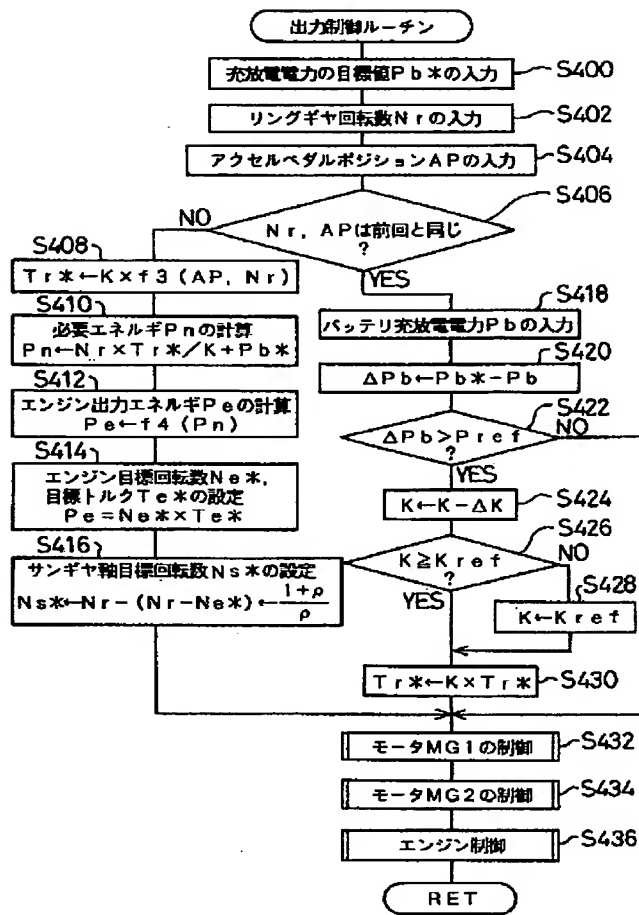 出力制御ルーチン
充放電電力の目標値Pb*の入力
S400
リングギヤ回転数Nrの入力
S402
アクセルペダルポジションAPの入力
S404
S406
Nr, APは前回と同じ
?
NO
YES
S408
Tr*←K×f3(AP, Nr)
S410
必要エネルギPnの計算
Pn←Nr×Tr*/K+Pb*
S412
エンジン出力エネルギPeの計算
Pe←f4(Pn)
S414
エンジン目標回転数Ne*,
目標トルクTe*の設定
Pe=Ne*×Te*
S416
サンギヤ軸目標回転数Ns*の設定
Ns*←Nr-(Nr-Ne*)←1+ρ/ρ
S418
バッテリ充放電電力Pbの入力
S420
ΔPb←Pb*-Pb
S422
ΔPb>Pref
?
NO
YES
S424
K←K-ΔK
S426
K≧Kref
?
NO
YES
S428
K←Kref
Tr*←K×Tr*
S430
モータMG1の制御
S432
モータMG2の制御
S434
エンジン制御
S436
RET